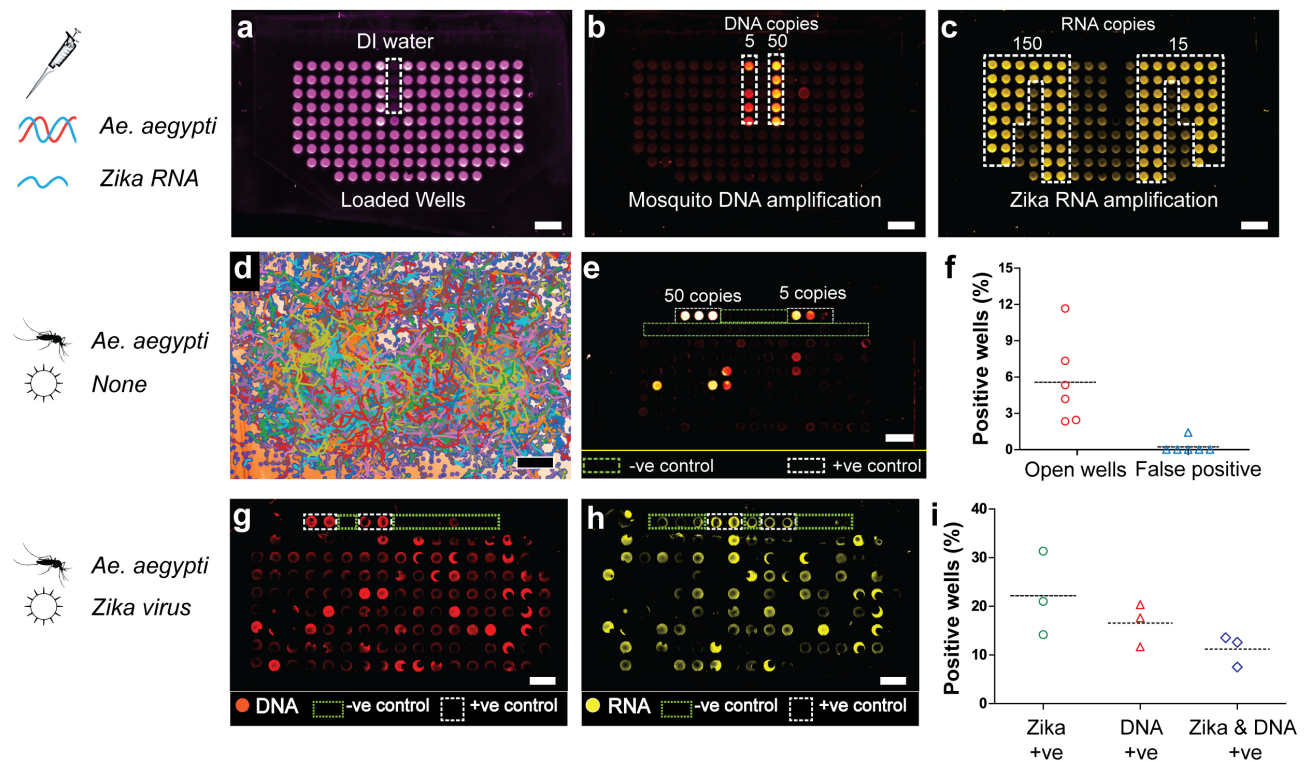 a
DI water
Loaded Wells
b
DNA copies
5 50
Mosquito DNA amplification
c
RNA copies
150 15
Zika RNA amplification
Ae. aegypti
Zika RNA
d
e
50 copies 5 copies
-ve control +ve control
f
Positive wells (%)
15
12
9
6
3
0
Open wells False positive
Ae. aegypti
None
g
DNA -ve control +ve control
h
RNA -ve control +ve control
i
Positive wells (%)
40
30
20
10
0
Zika DNA Zika & DNA
+ve +ve +ve
Ae. aegypti
Zika virus